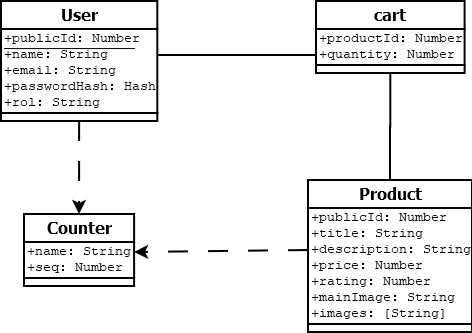 User
+publicId: Number
+name: String
+email: String
+passwordHash: Hash
+rol: String
cart
+productId: Number
+quantity: Number
Counter
+name: String
+seq: Number
Product
+publicId: Number
+title: String
+description: String
+price: Number
+rating: Number
+mainImage: String
+images: [String]